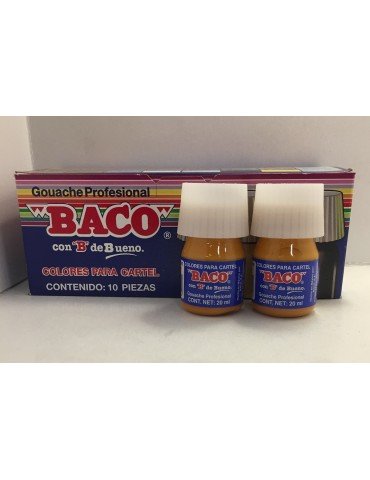 Gouache Profesional
"BACO" ®
con "B" de Bueno.
COLORES PARA CARTEL
CONTENIDO: 10 PIEZAS
COLORES PARA CARTEL
"BACO"
con "B" de Bueno.
Gouache Profesional
CONT. NET: 20 ml
COLORES PARA CARTEL
"BACO"
con "B" de Bueno.
Gouache Profesional
CONT. NET: 20 ml